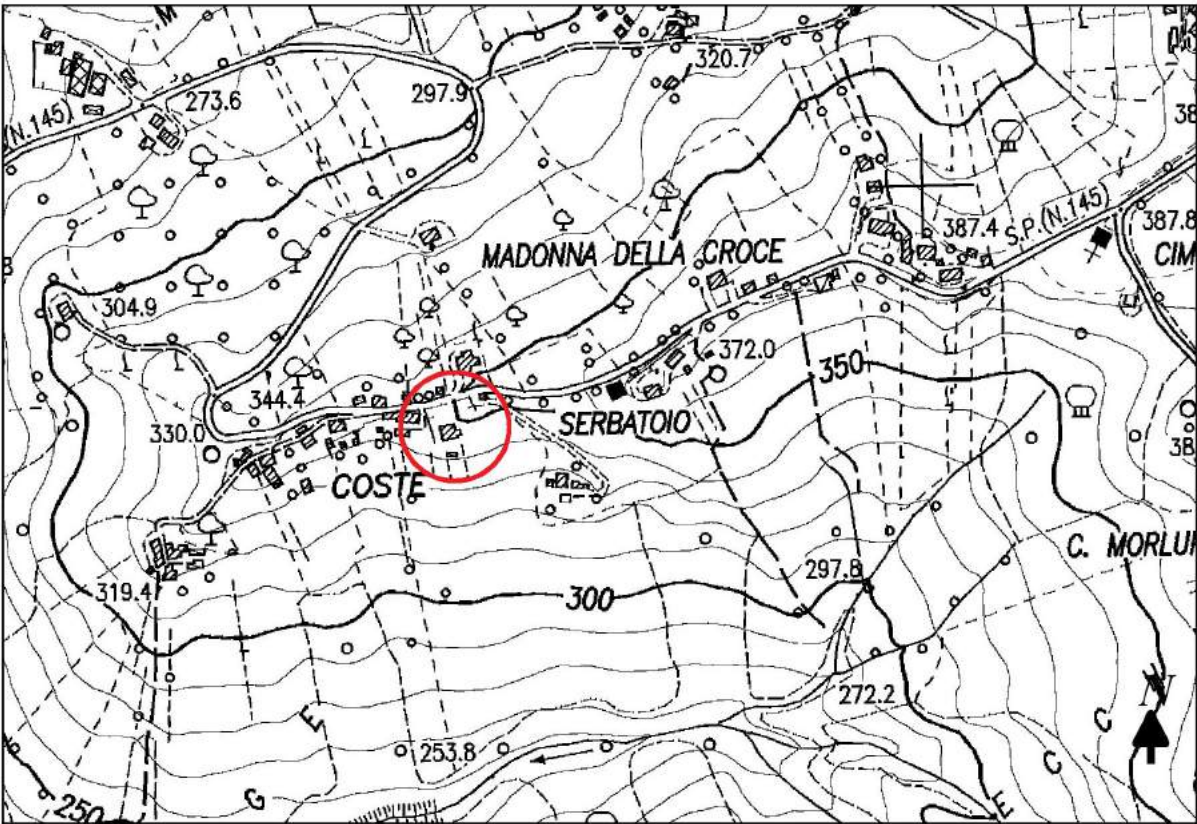 320.7
297.9
273.6
(N.145)
38
387.4
S.P.(N.145)
387.8
MADONNA DELLA CROCE
CIM
304.9
372.0
350
344.4
SERBATOIO
330.0
COSTE
38
C. MORLU
297.8
300
319.4
272.2
N
253.8
G E
E C C
250